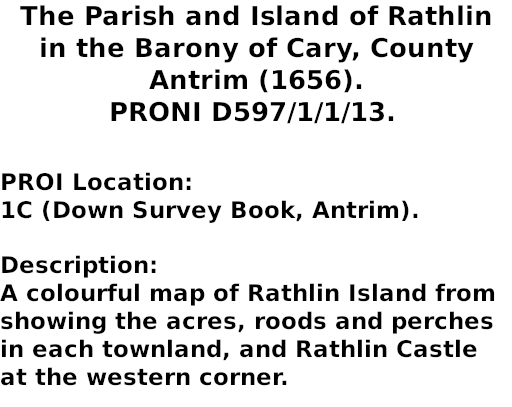 The Parish and Island of Rathlin
in the Barony of Cary, County
Antrim (1656).
PRONI D597/1/1/13.
PROI Location:
1C (Down Survey Book, Antrim).
Description:
A colourful map of Rathlin Island from
showing the acres, roods and perches
in each townland, and Rathlin Castle
at the western corner.